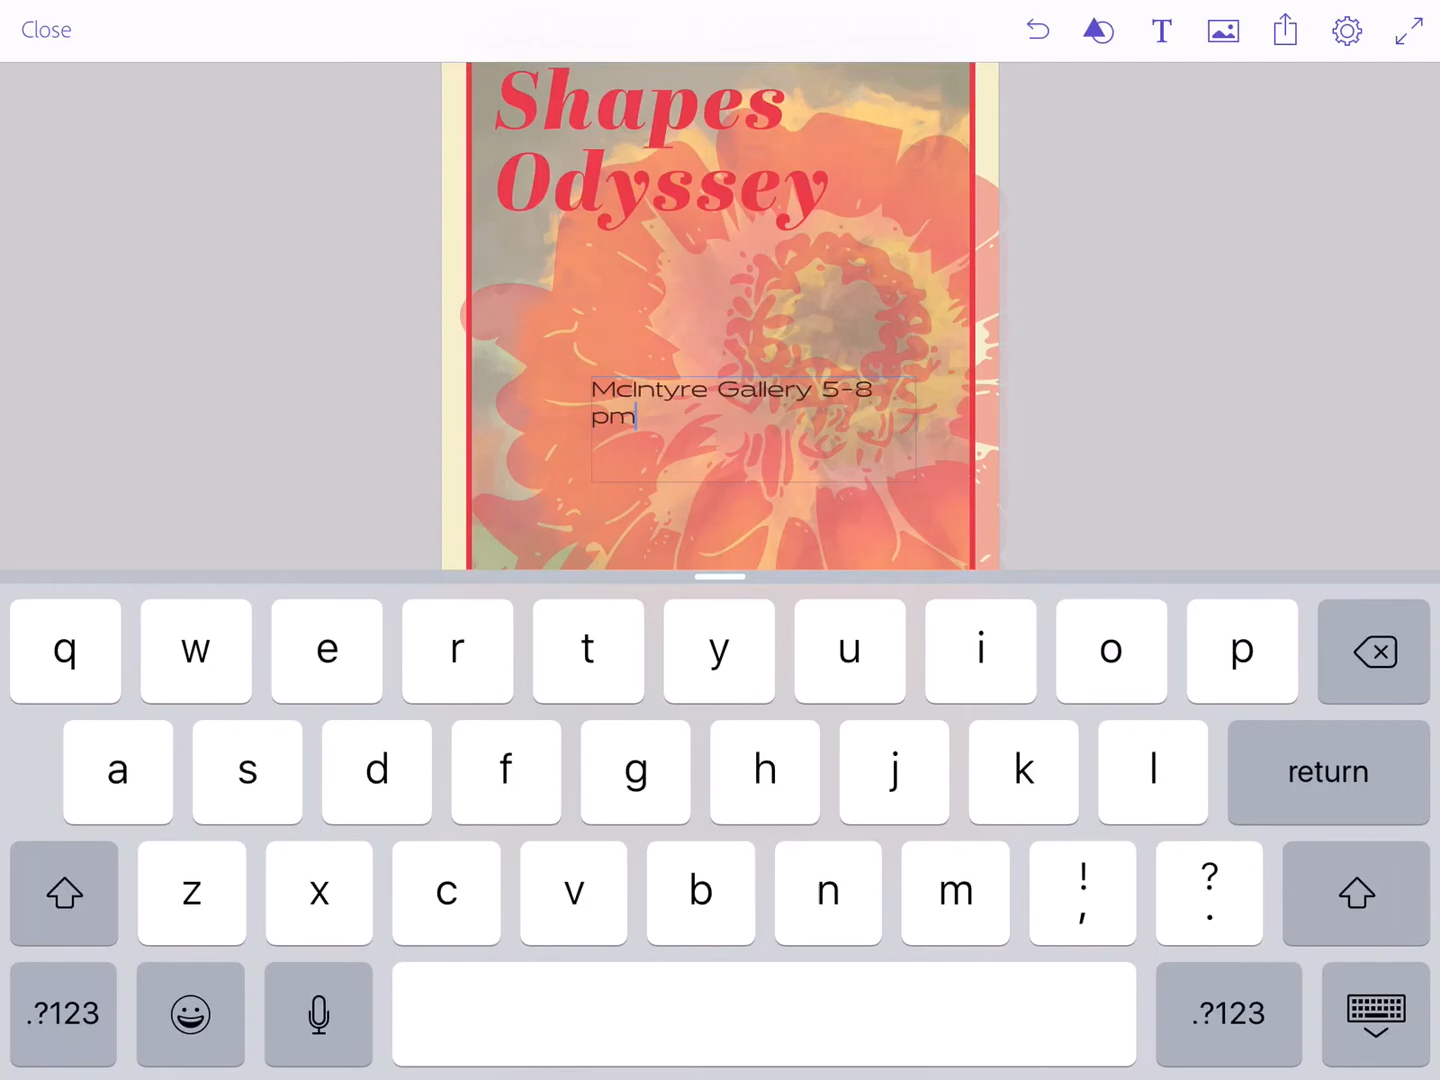 Close
T
Shapes
Odyssey
McIntyre Gallery 5-8
pm
q w e r t y u i o p
a s d f g h j k l return
z x c v b n m ! , ? .
.?123 .?123